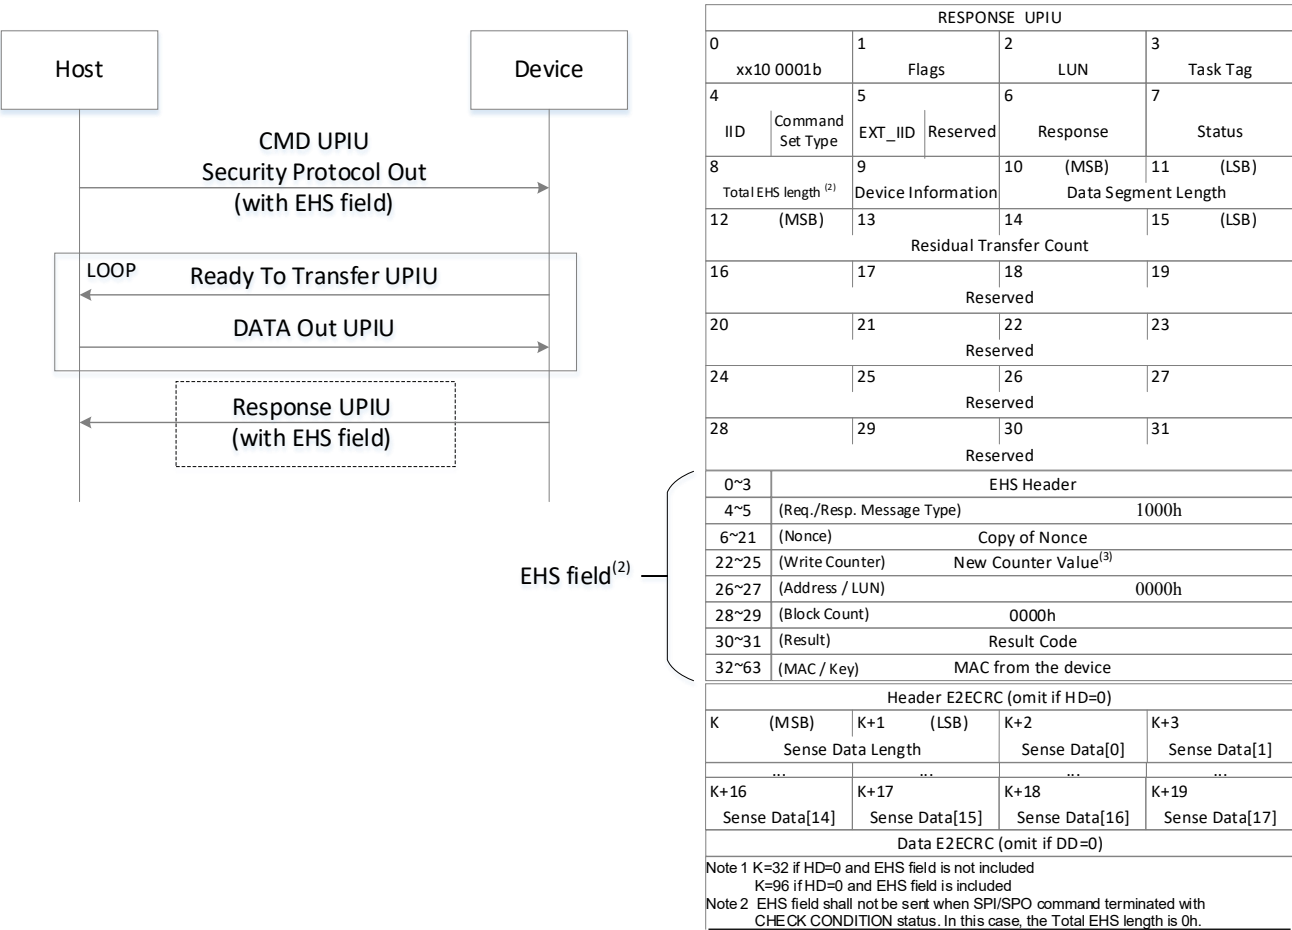 Host
Device
CMD UPIU
Security Protocol Out
(with EHS field)
LOOP
Ready To Transfer UPIU
DATA Out UPIU
Response UPIU
(with EHS field)
EHS field(2)
RESPONSE UPIU
0 1 2 3
xx10 0001b Flags LUN Task Tag
4 5 6 7
IID Command Set Type EXT_IID Reserved Response Status
8 9 10 (MSB) 11 (LSB)
Total EHS length (2) Device Information Data Segment Length
12 (MSB) 13 14 15 (LSB)
Residual Transfer Count
16 17 18 19
Reserved
20 21 22 23
Reserved
24 25 26 27
Reserved
28 29 30 31
Reserved
0~3 EHS Header
4~5 (Req./Resp. Message Type) 1000h
6~21 (Nonce) Copy of Nonce
22~25 (Write Counter) New Counter Value(3)
26~27 (Address / LUN) 0000h
28~29 (Block Count) 0000h
30~31 (Result) Result Code
32~63 (MAC / Key) MAC from the device
Header E2ECRC (omit if HD=0)
K (MSB) K+1 (LSB) K+2 K+3
Sense Data Length Sense Data[0] Sense Data[1]
... ... ... ...
K+16 K+17 K+18 K+19
Sense Data[14] Sense Data[15] Sense Data[16] Sense Data[17]
Data E2ECRC (omit if DD=0)
Note 1 K=32 if HD=0 and EHS field is not included
K=96 if HD=0 and EHS field is included
Note 2 EHS field shall not be sent when SPI/SPO command terminated with
CHECK CONDITION status. In this case, the Total EHS length is 0h.